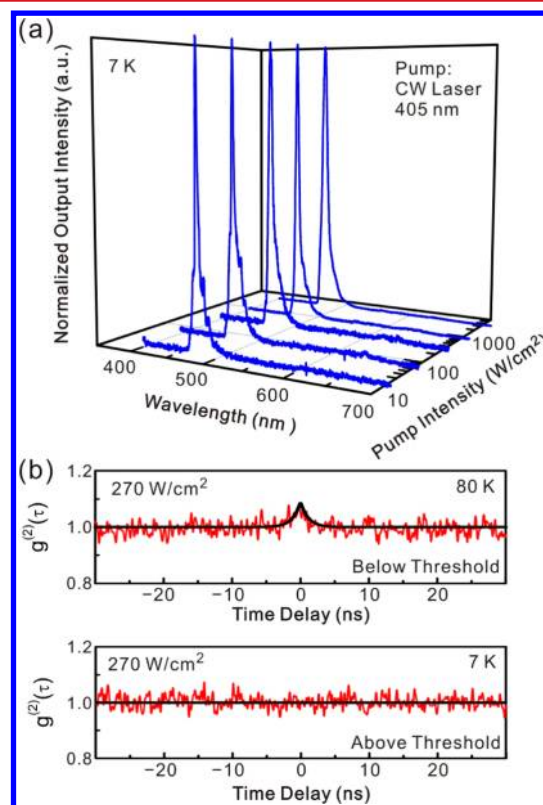 (a)
7 K
Pump:
CW Laser
405 nm
Normalized Output Intensity (a.u.)
400
500
600
700
Wavelength (nm )
10
100
1000
Pump Intensity (W/cm²)
(b)
270 W/cm²
80 K
1.2
1.0
0.8
g⁽²⁾(τ)
Below Threshold
−20
−10
0
10
20
Time Delay (ns)
270 W/cm²
7 K
1.2
1.0
0.8
g⁽²⁾(τ)
Above Threshold
−20
−10
0
10
20
Time Delay (ns)